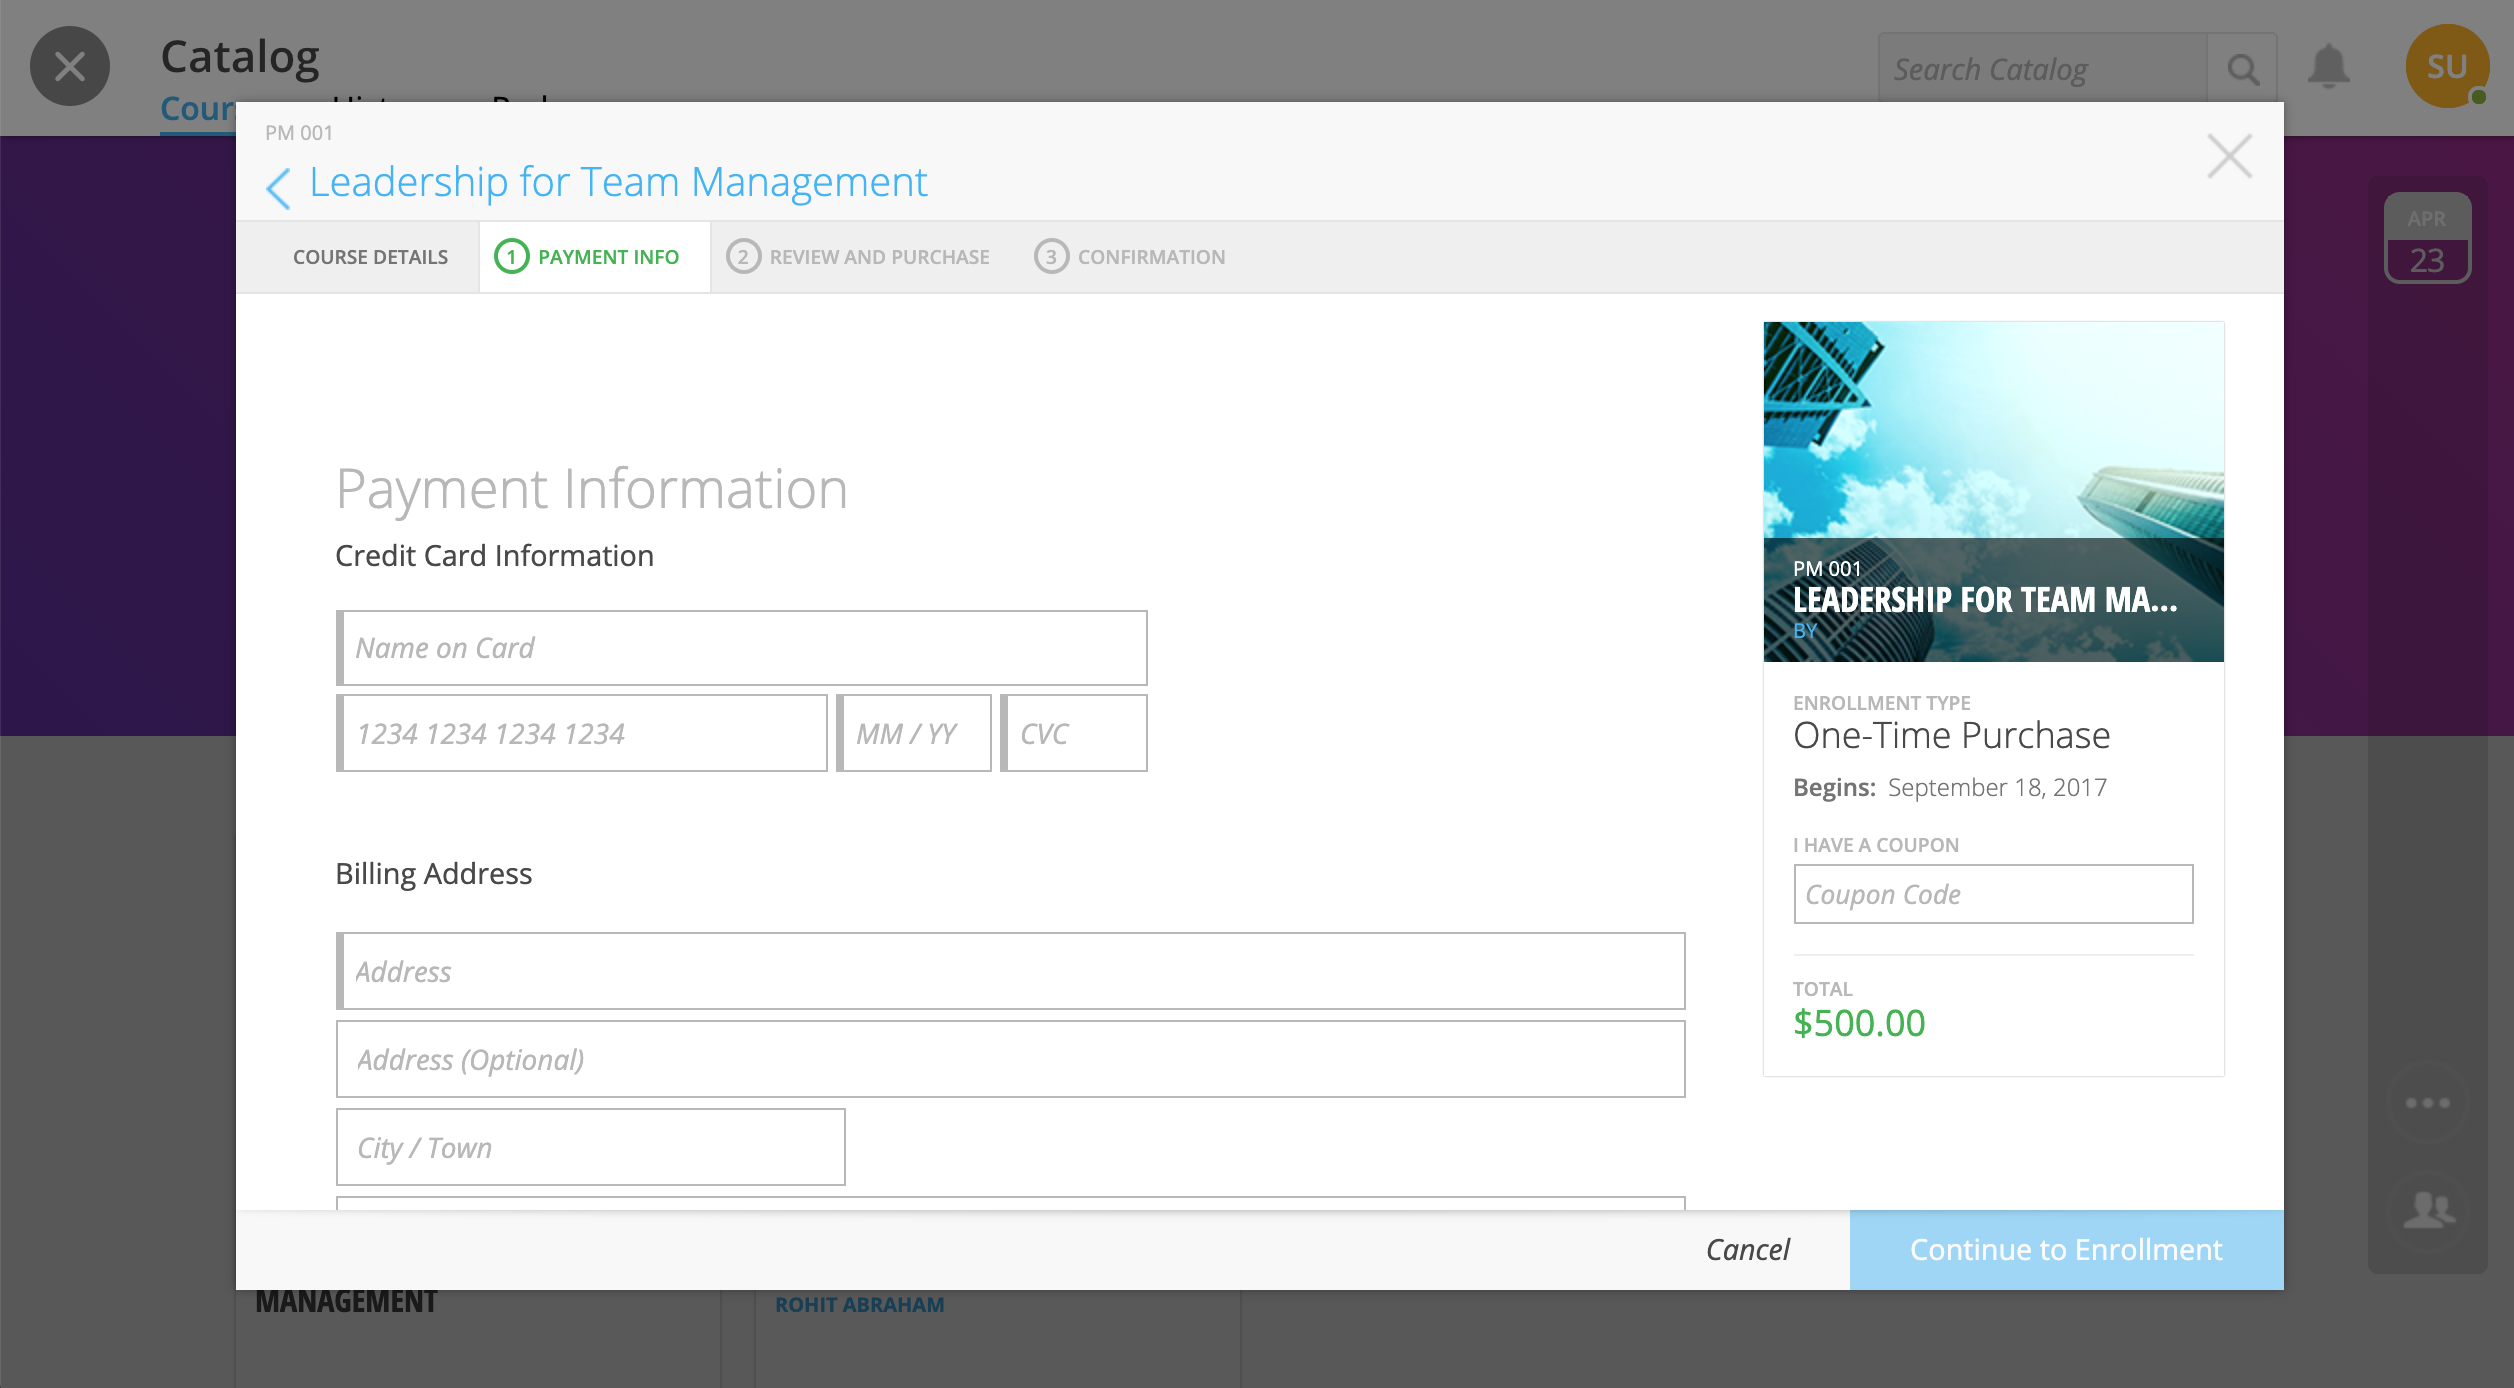 Catalog
Search Catalog
SU
PM 001
Leadership for Team Management
APR
23
COURSE DETAILS
1 PAYMENT INFO
2 REVIEW AND PURCHASE
3 CONFIRMATION
Payment Information
Credit Card Information
Name on Card
1234 1234 1234 1234
MM / YY
CVC
Billing Address
Address
Address (Optional)
City / Town
PM 001
LEADERSHIP FOR TEAM MA...
BY
ENROLLMENT TYPE
One-Time Purchase
Begins: September 18, 2017
I HAVE A COUPON
Coupon Code
TOTAL
$500.00
Cancel
Continue to Enrollment
MANAGEMENT
ROHIT ABRAHAM